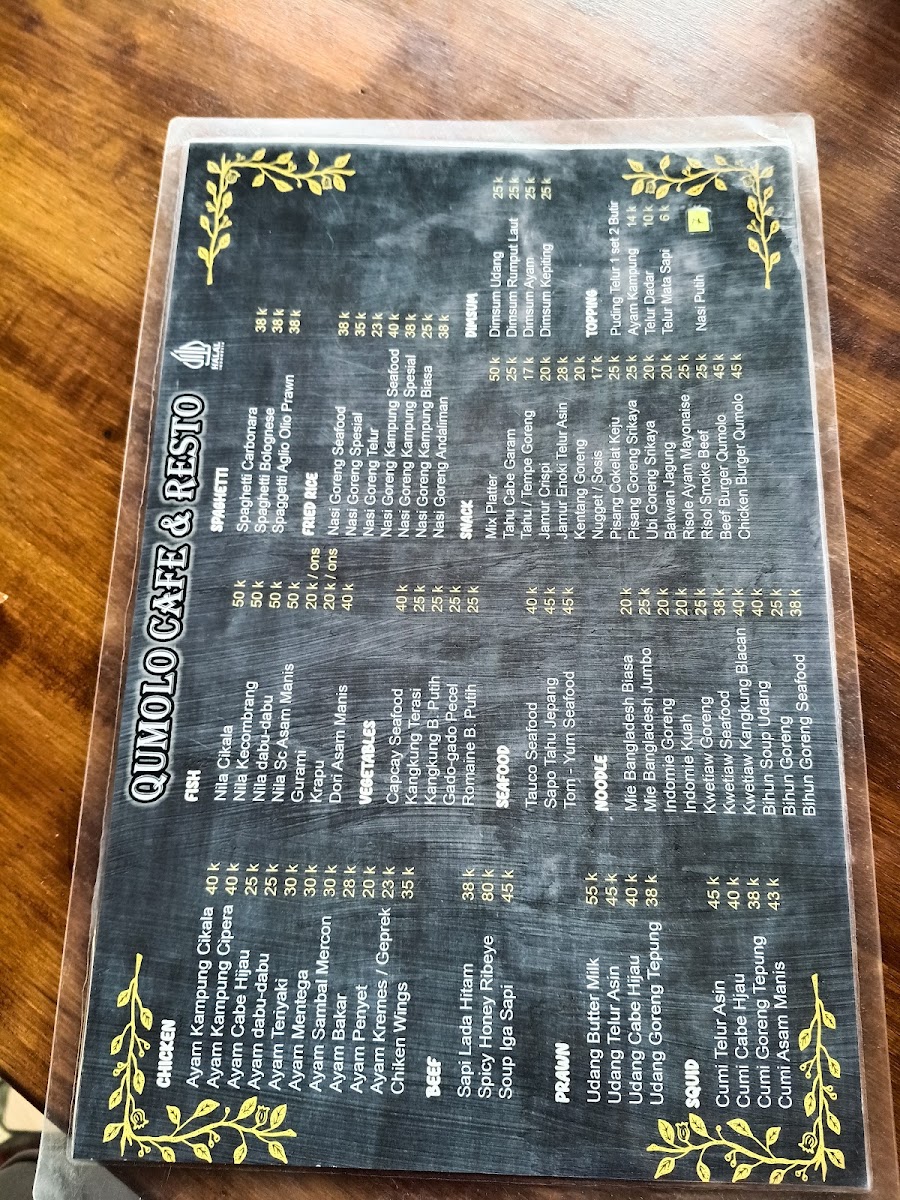 QUMOLO CAFE & RESTO
HALAL
CHICKEN
Ayam Kampung Cikala 40 k
Ayam Kampung Cipera 40 k
Ayam Cabe Hijau 25 k
Ayam dabu-dabu 25 k
Ayam Teriyaki 30 k
Ayam Mentega 30 k
Ayam Sambal Mercon 30 k
Ayam Bakar 28 k
Ayam Penyet 20 k
Ayam Kremes / Geprek 23 k
Chiken Wings 35 k
BEEF
Sapi Lada Hitam 38 k
Spicy Honey Ribeye 80 k
Soup Iga Sapi 45 k
PRAWN
Udang Butter Milk 55 k
Udang Telur Asin 45 k
Udang Cabe Hijau 40 k
Udang Goreng Tepung 38 k
SQUID
Cumi Telur Asin 45 k
Cumi Cabe Hjau 40 k
Cumi Goreng Tepung 38 k
Cumi Asam Manis 43 k
FISH
Nila Cikala 50 k
Nila Kecombrang 50 k
Nila dabu-dabu 50 k
Nila Sc Asam Manis 50 k
Gurami 20 k / ons
Krapu 20 k / ons
Dori Asam Manis 40 k
VEGETABLES
Capcay Seafood 40 k
Kangkung Terasi 25 k
Kangkung B. Putih 25 k
Gado-gado Pecel 25 k
Romaine B. Putih 25 k
SEAFOOD
Tauco Seafood 40 k
Sapo Tahu Jepang 45 k
Tom - Yum Seafood 45 k
NOODLE
Mie Bangladesh Biasa 20 k
Mie Bangladesh Jumbo 25 k
Indomie Goreng 20 k
Indomie Kuah 20 k
Kwetiaw Goreng 25 k
Kwetiaw Seafood 38 k
Kwetiaw Kangkung Blacan 40 k
Bihun Soup Udang 40 k
Bihun Goreng 25 k
Bihun Goreng Seafood 38 k
SPAGHETTI
Spaghetti Carbonara 38 k
Spaghetti Bolognese 38 k
Spaggetti Aglio Olio Prawn 38 k
FRIED RICE
Nasi Goreng Seafood 38 k
Nasi Goreng Spesial 35 k
Nasi Goreng Telur 23 k
Nasi Goreng Kampung Seafood 40 k
Nasi Goreng Kampung Spesial 38 k
Nasi Goreng Kampung Biasa 25 k
Nasi Goreng Andaliman 38 k
SNACK
Mix Platter 50 k
Tahu Cabe Garam 25 k
Tahu / Tempe Goreng 17 k
Jamur Crispi 20 k
Jamur Enoki Telur Asin 28 k
Kentang Goreng 20 k
Nugget / Sosis 17 k
Pisang Cokelat Keju 25 k
Pisang Goreng Srikaya 25 k
Ubi Goreng Srikaya 20 k
Bakwan Jagung 20 k
Risole Ayam Mayonaise 25 k
Risol Smoke Beef 25 k
Beef Burger Qumolo 45 k
Chicken Burger Qumolo 45 k
DIMSUM
Dimsum Udang 25 k
Dimsum Rumput Laut 25 k
Dimsum Ayam 25 k
Dimsum Kepiting 25 k
TOPPING
Puding Telur 1 set 2 Butir
Ayam Kampung 14 k
Telur Dadar 10 k
Telur Mata Sapi 6 k
Nasi Putih